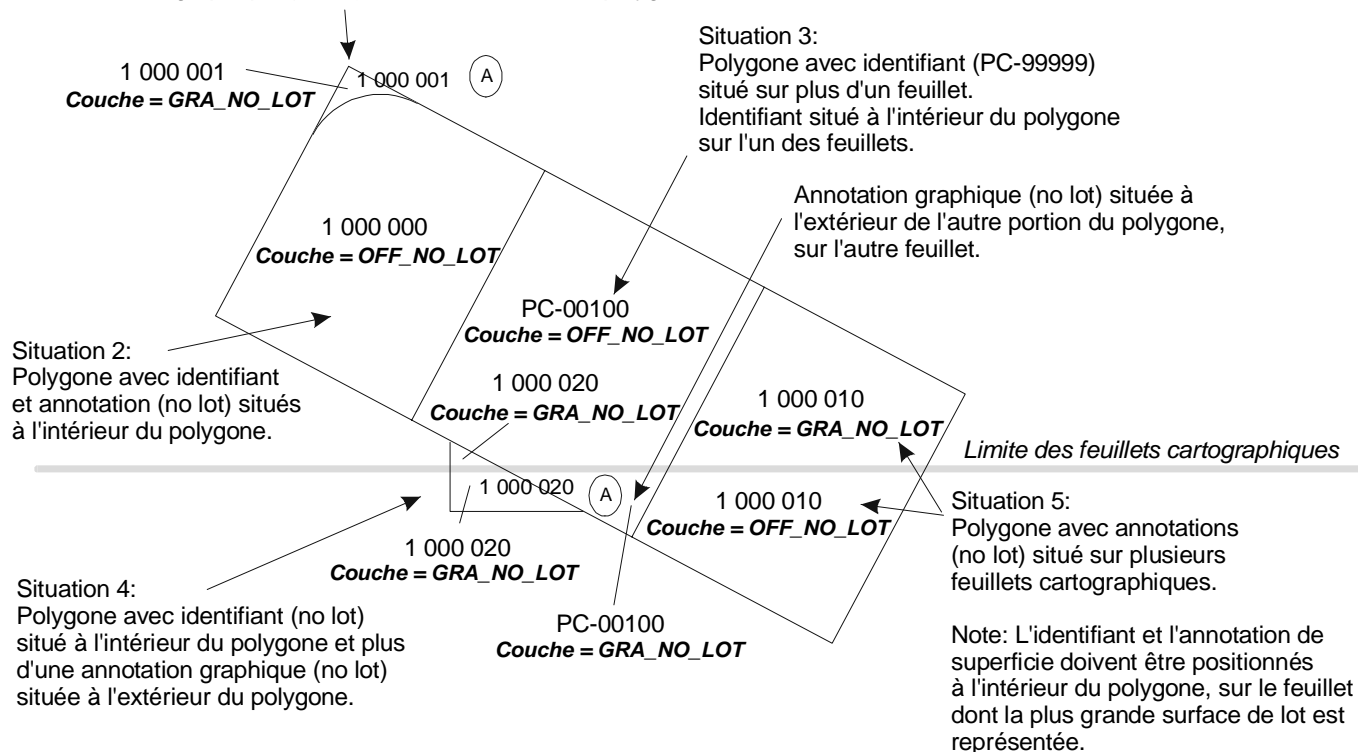 Situation 3:
Polygone avec identifiant (PC-99999)
situé sur plus d'un feuillet.
Identifiant situé à l'intérieur du polygone
sur l'un des feuillets.
1 000 001
Couche = GRA_NO_LOT
1 000 001
A
Annotation graphique (no lot) située à
l'extérieur de l'autre portion du polygone,
sur l'autre feuillet.
1 000 000
Couche = OFF_NO_LOT
PC-00100
Couche = OFF_NO_LOT
Situation 2:
Polygone avec identifiant
et annotation (no lot) situés
à l'intérieur du polygone.
1 000 020
Couche = GRA_NO_LOT
1 000 010
Couche = GRA_NO_LOT
Limite des feuillets cartographiques
1 000 020
A
1 000 010
Couche = OFF_NO_LOT
Situation 5:
Polygone avec annotations
(no lot) situé sur plusieurs
feuillets cartographiques.
1 000 020
Couche = GRA_NO_LOT
Situation 4:
Polygone avec identifiant (no lot)
situé à l'intérieur du polygone et plus
d'une annotation graphique (no lot)
située à l'extérieur du polygone.
PC-00100
Couche = GRA_NO_LOT
Note: L'identifiant et l'annotation de
superficie doivent être positionnés
à l'intérieur du polygone, sur le feuillet
dont la plus grande surface de lot est
représentée.